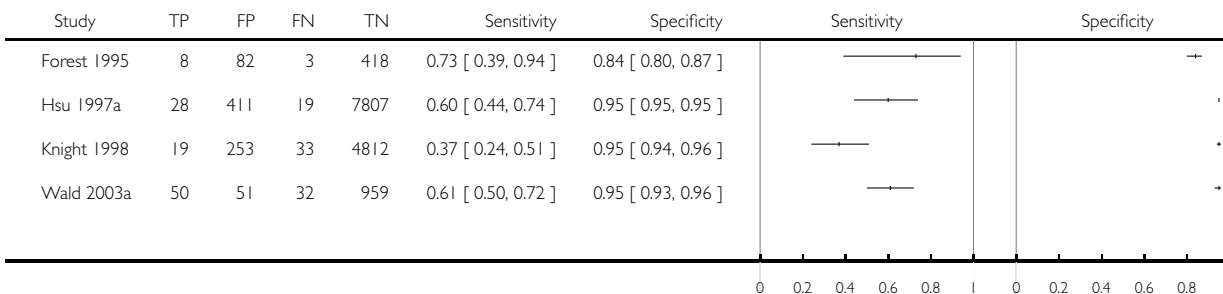 Study TP FP FN TN Sensitivity Specificity Sensitivity Specificity
Forest 1995 8 82 3 418 0.73 [ 0.39, 0.94 ] 0.84 [ 0.80, 0.87 ]
Hsu 1997a 28 411 19 7807 0.60 [ 0.44, 0.74 ] 0.95 [ 0.95, 0.95 ]
Knight 1998 19 253 33 4812 0.37 [ 0.24, 0.51 ] 0.95 [ 0.94, 0.96 ]
Wald 2003a 50 51 32 959 0.61 [ 0.50, 0.72 ] 0.95 [ 0.93, 0.96 ]
0 0.2 0.4 0.6 0.8 1 0 0.2 0.4 0.6 0.8